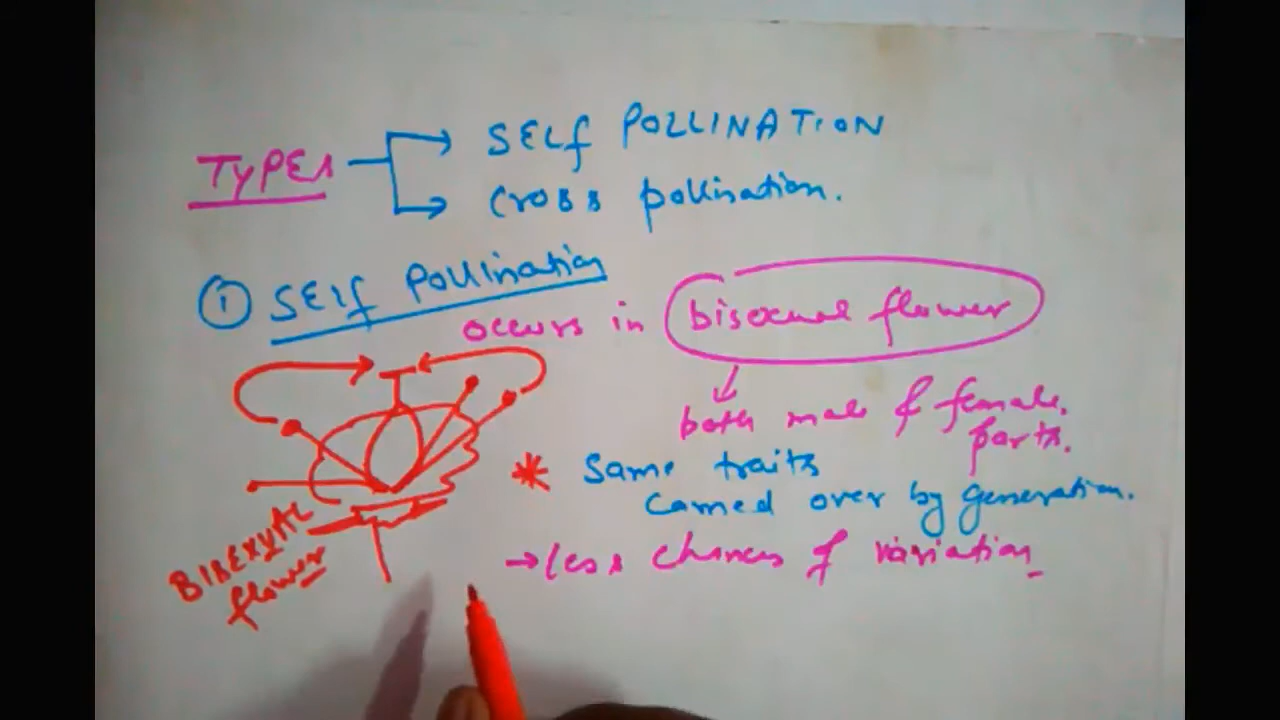 TYPES
SELF POLLINATION
Cross pollination.
① SELF Pollination
occurs in bisexual flower
both male & female
parts.
* Same traits
carried over by generation.
→ less chances of variation
BISEXUAL
flower